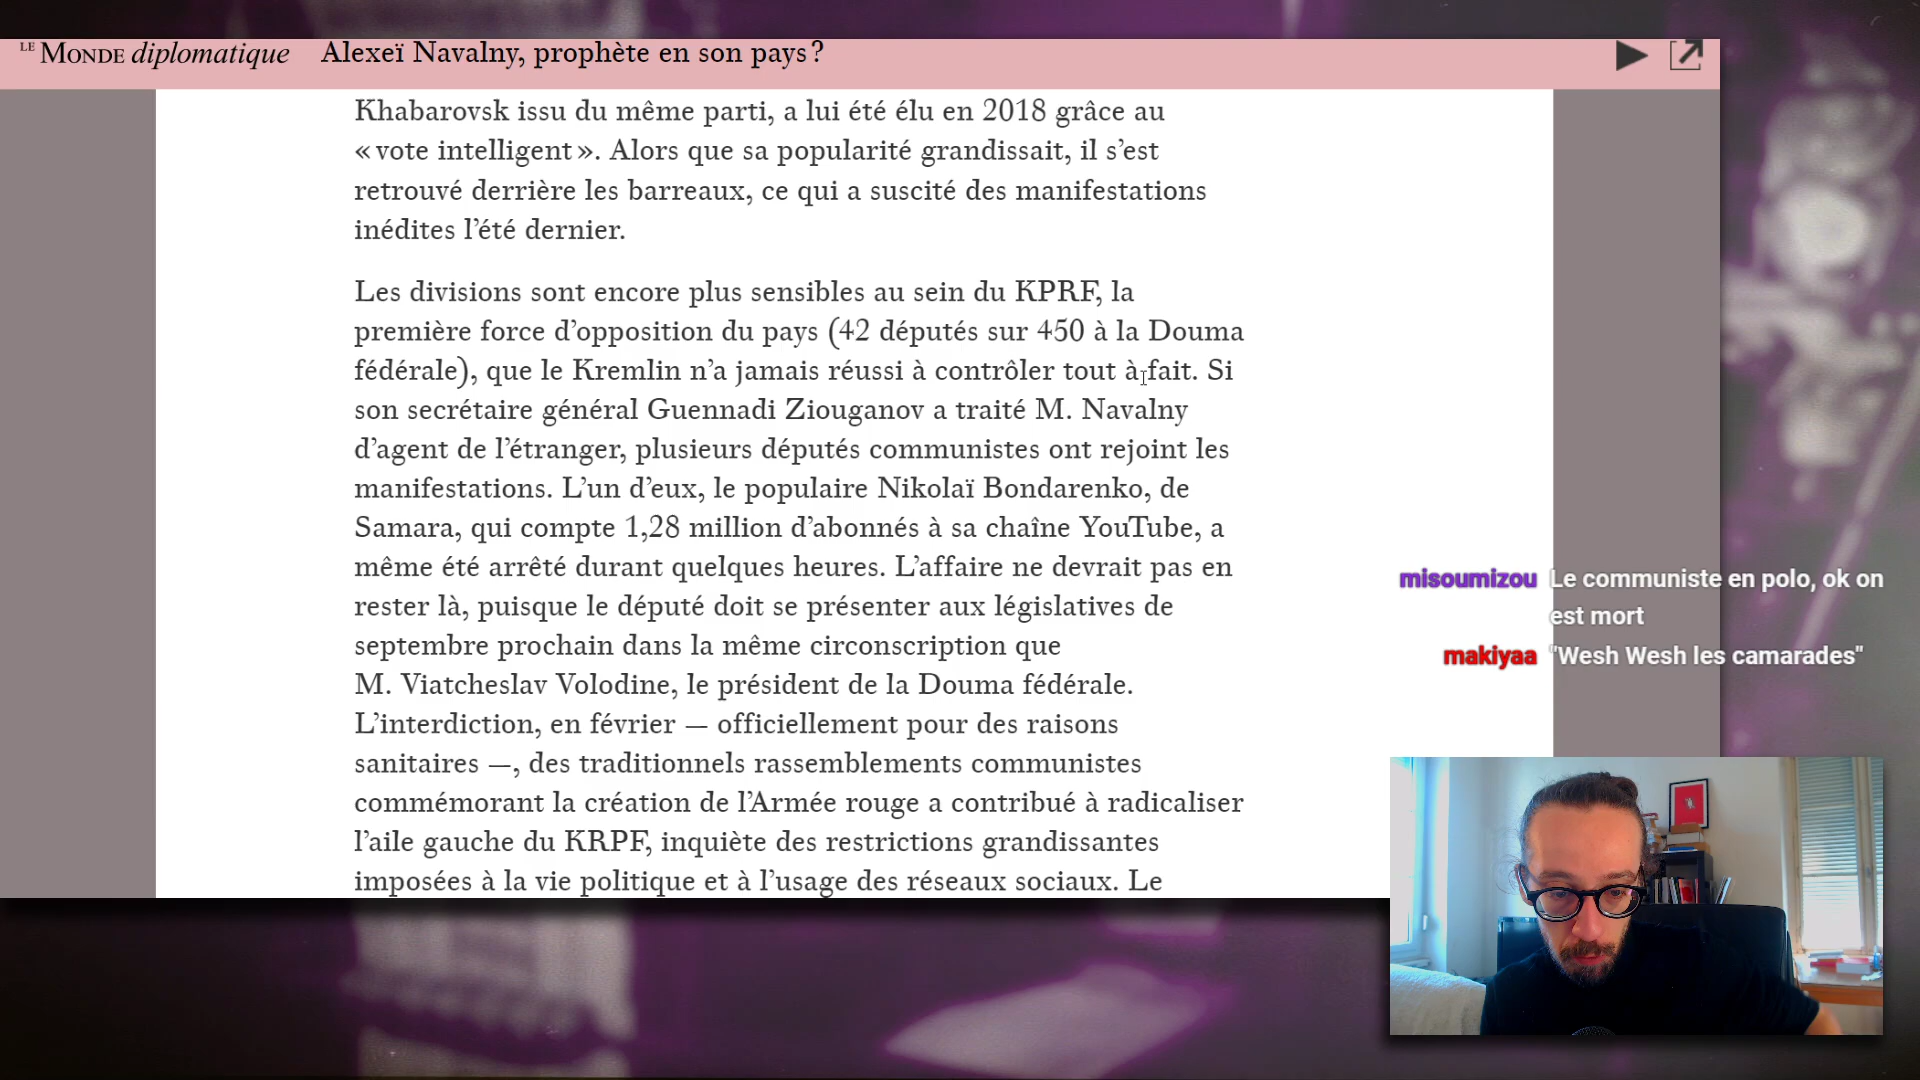 LE MONDE diplomatique Alexeï Navalny, prophète en son pays ?
Khabarovsk issu du même parti, a lui été élu en 2018 grâce au
« vote intelligent ». Alors que sa popularité grandissait, il s’est
retrouvé derrière les barreaux, ce qui a suscité des manifestations
inédites l’été dernier.
Les divisions sont encore plus sensibles au sein du KPRF, la
première force d’opposition du pays (42 députés sur 450 à la Douma
fédérale), que le Kremlin n’a jamais réussi à contrôler tout à fait. Si
son secrétaire général Guennadi Ziouganov a traité M. Navalny
d’agent de l’étranger, plusieurs députés communistes ont rejoint les
manifestations. L’un d’eux, le populaire Nikolaï Bondarenko, de
Samara, qui compte 1,28 million d’abonnés à sa chaîne YouTube, a
même été arrêté durant quelques heures. L’affaire ne devrait pas en
rester là, puisque le député doit se présenter aux législatives de
septembre prochain dans la même circonscription que
M. Viatcheslav Volodine, le président de la Douma fédérale.
L’interdiction, en février — officiellement pour des raisons
sanitaires —, des traditionnels rassemblements communistes
commémorant la création de l’Armée rouge a contribué à radicaliser
l’aile gauche du KRPF, inquiète des restrictions grandissantes
imposées à la vie politique et à l’usage des réseaux sociaux. Le
misoumizou Le communiste en polo, ok on
est mort
makiyaa "Wesh Wesh les camarades"